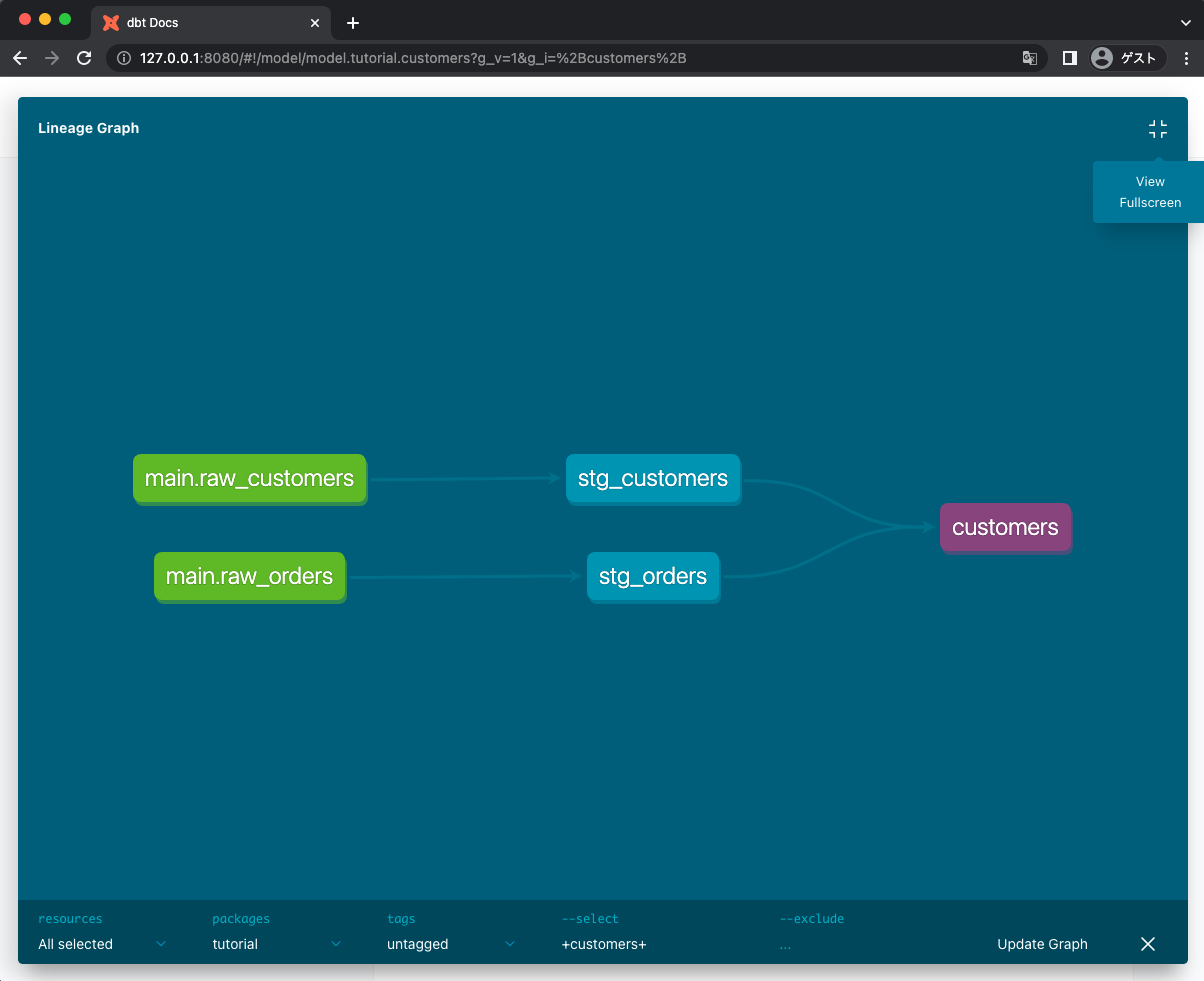 dbt Docs
127.0.0.1:8080/#!/model/model.tutorial.customers?g_v=1&g_i=%2Bcustomers%2B
ゲスト
Lineage Graph
View
Fullscreen
main.raw_customers
stg_customers
customers
main.raw_orders
stg_orders
resources packages tags --select --exclude
All selected tutorial untagged +customers+ ... Update Graph